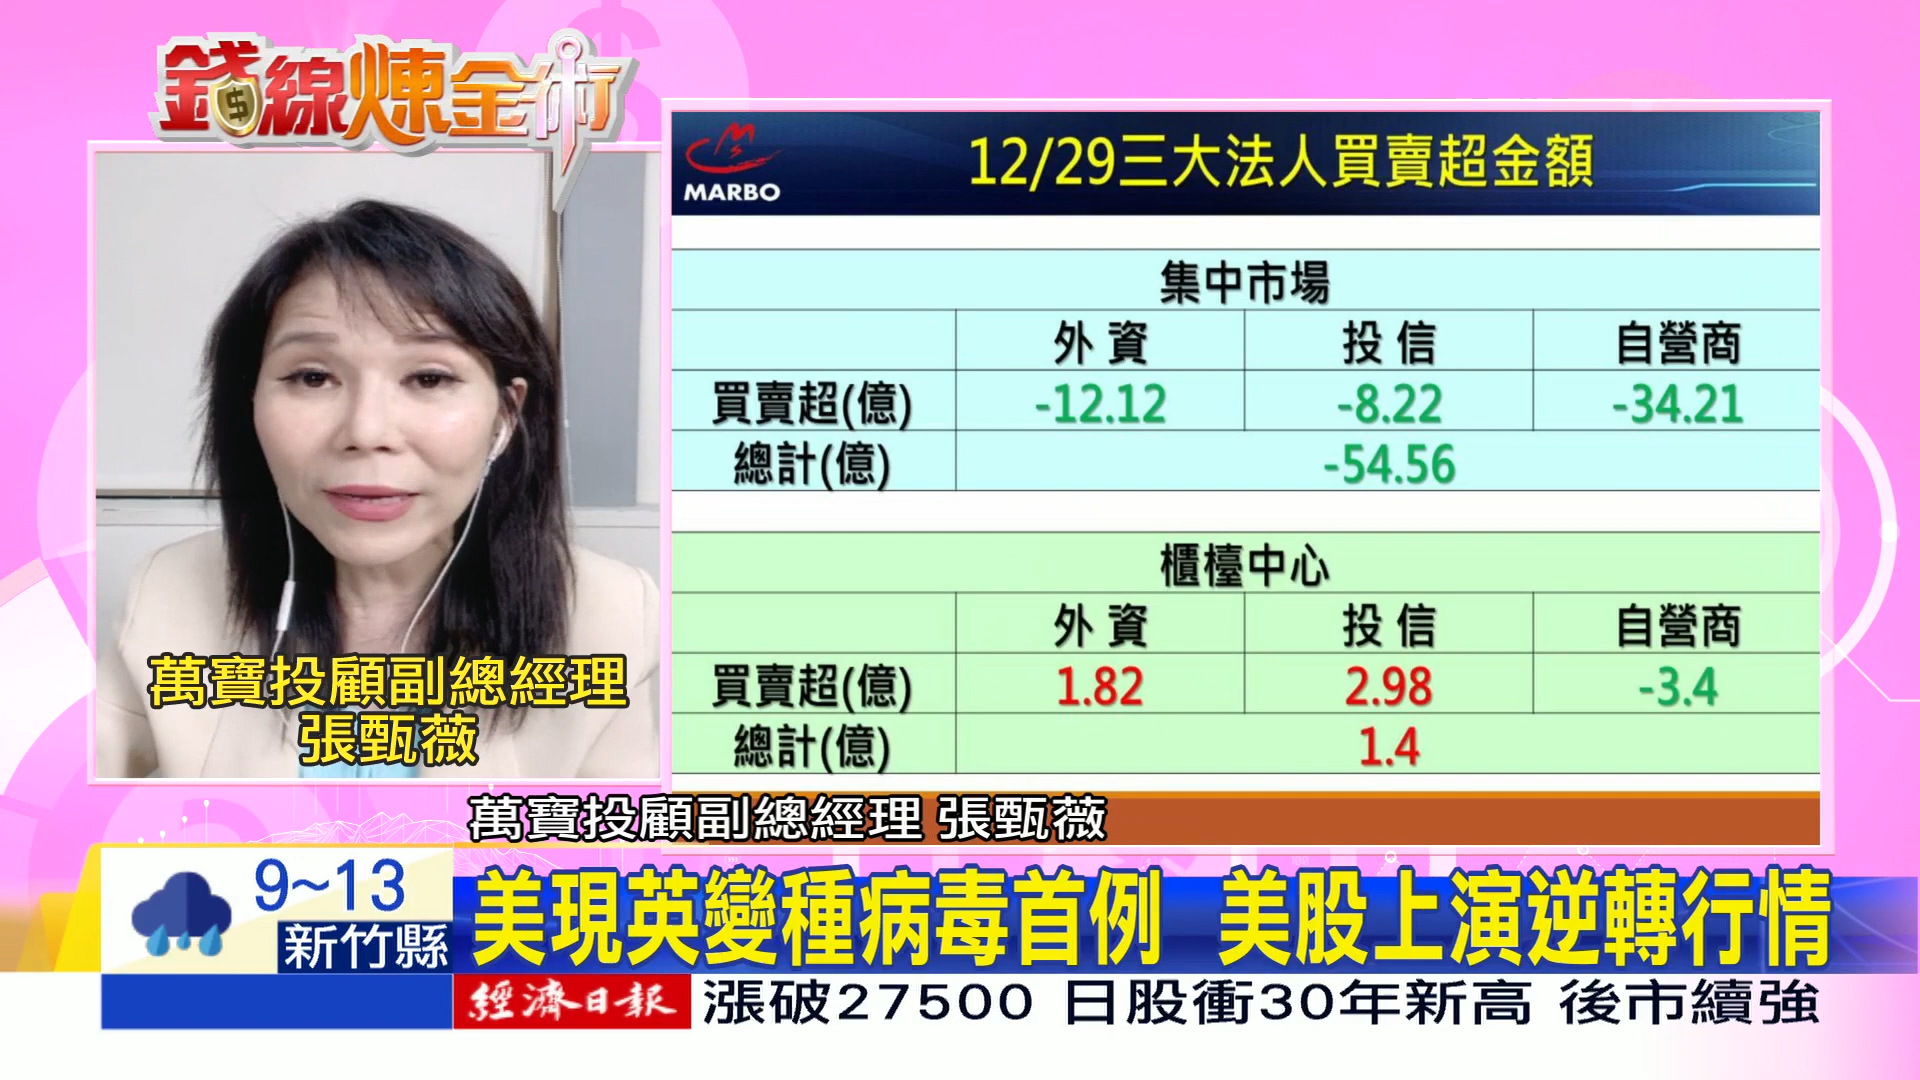 錢線煉金術
MARBO
12/29三大法人買賣超金額
集中市場
外資 投信 自營商
買賣超(億) -12.12 -8.22 -34.21
總計(億) -54.56
櫃檯中心
外資 投信 自營商
買賣超(億) 1.82 2.98 -3.4
總計(億) 1.4
萬寶投顧副總經理
張甄薇
萬寶投顧副總經理 張甄薇
9~13
新竹縣
美現英變種病毒首例 美股上演逆轉行情
經濟日報 漲破27500 日股衝30年新高 後市續強